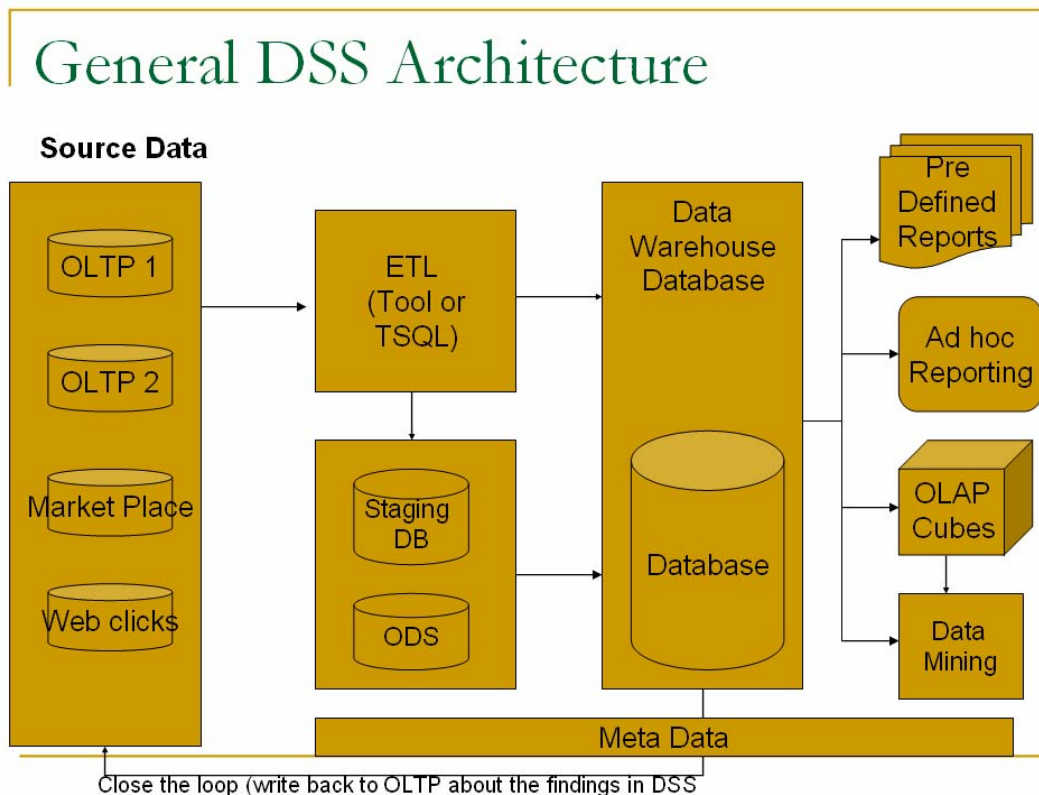 General DSS Architecture
Source Data
OLTP 1
OLTP 2
Market Place
Web clicks
ETL
(Tool or
TSQL)
Staging
DB
ODS
Data
Warehouse
Database
Database
Pre
Defined
Reports
Ad hoc
Reporting
OLAP
Cubes
Data
Mining
Meta Data
Close the loop (write back to OLTP about the findings in DSS